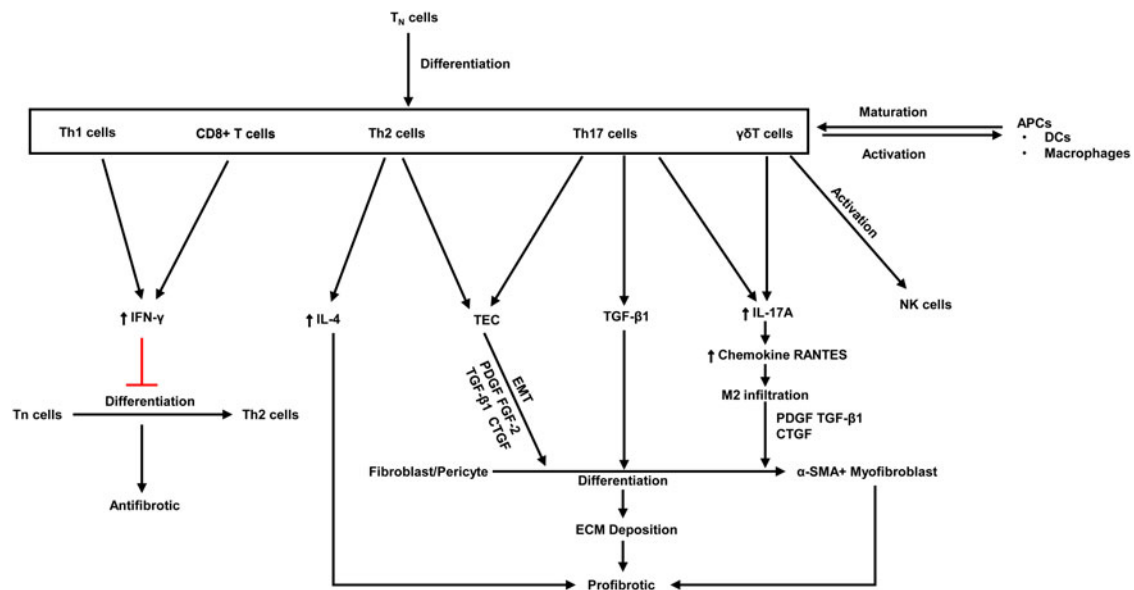 T_N cells
Differentiation
Th1 cells
CD8+ T cells
Th2 cells
Th17 cells
γδT cells
Maturation
Activation
APCs
• DCs
• Macrophages
Activation
↑ IFN-γ
↑ IL-4
TEC
TGF-β1
↑ IL-17A
NK cells
↑ Chemokine RANTES
M2 infiltration
EMT
PDGF FGF-2
TGF-β1 CTGF
PDGF TGF-β1
CTGF
Differentiation
Tn cells
Th2 cells
Antifibrotic
Fibroblast/Pericyte
Differentiation
α-SMA+ Myofibroblast
ECM Deposition
Profibrotic